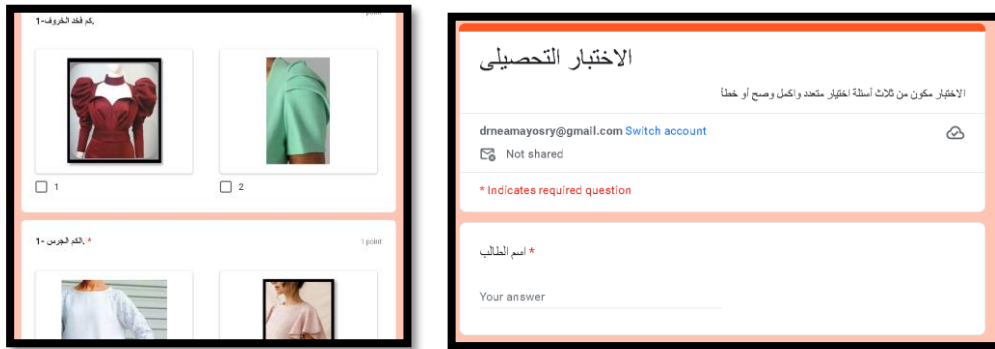 1 point
1-كم فخد الخروف.
1
2
1-الكم الجرس. *
1 point
الاختبار التحصيلى
الاختبار مكون من ثلاث أسئلة اختيار متعدد واكمل وصح أو خطأ
drneamayosry@gmail.com Switch account
Not shared
* Indicates required question
اسم الطالب *
Your answer